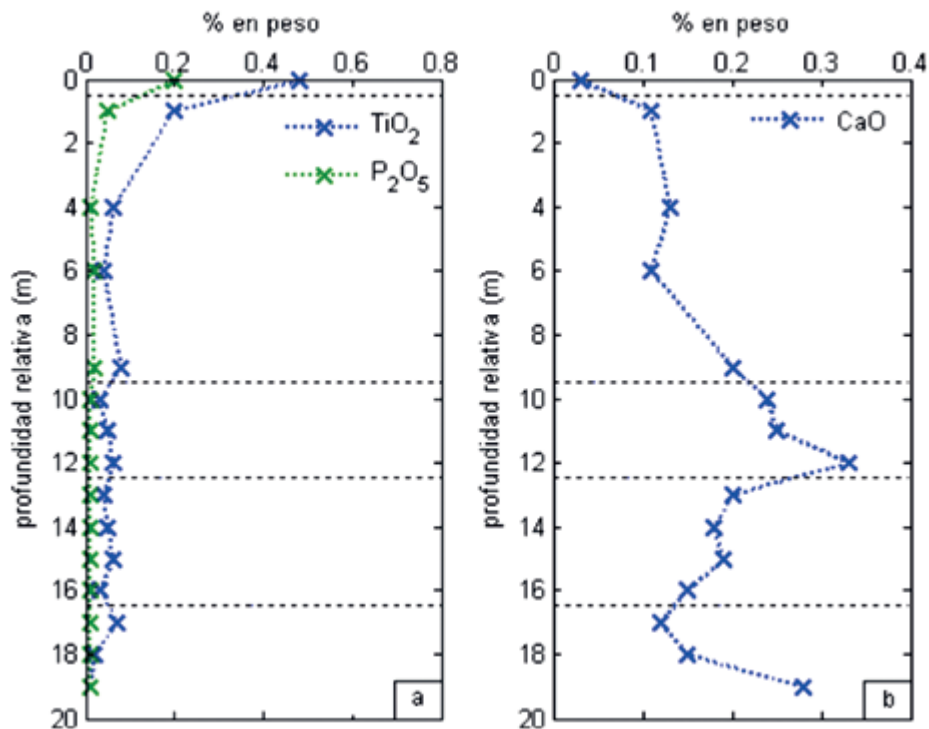 % en peso
0 0.2 0.4 0.6 0.8
0
2
4
6
8
10
12
14
16
18
20
profundidad relativa (m)
TiO2
P2O5
a
% en peso
0 0.1 0.2 0.3 0.4
0
2
4
6
8
10
12
14
16
18
20
profundidad relativa (m)
CaO
b